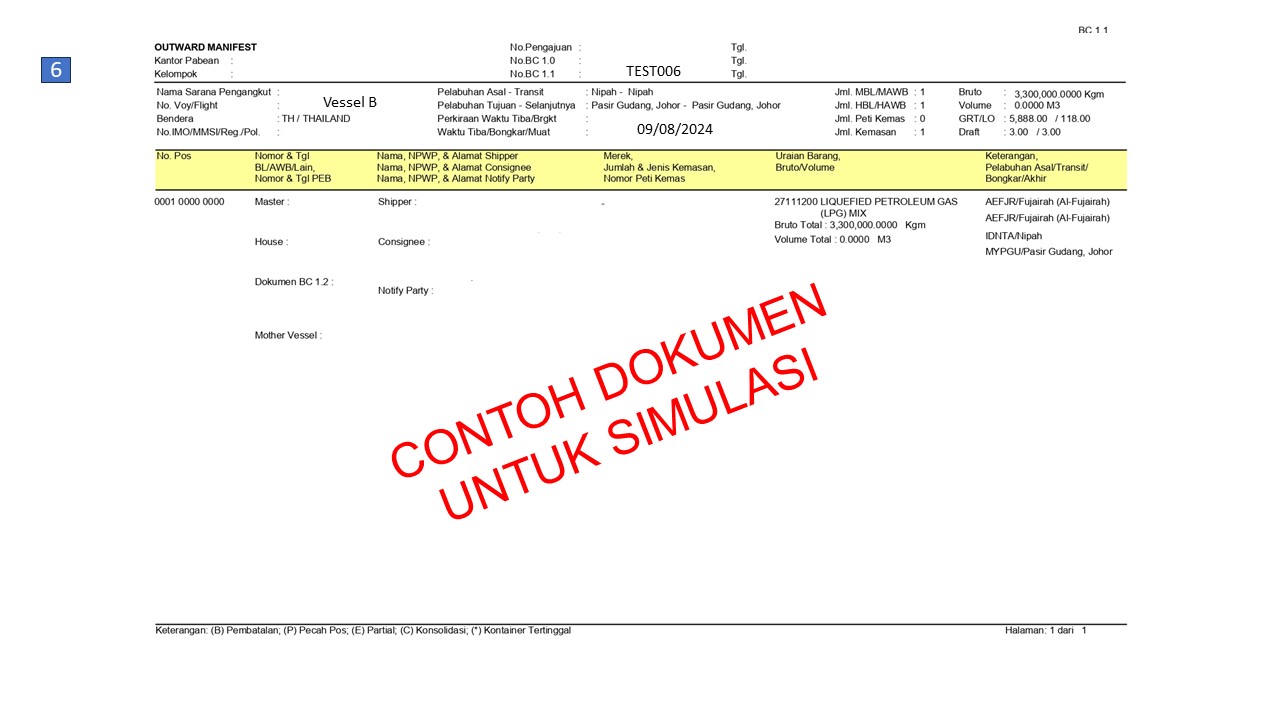 BC 1.1
6
OUTWARD MANIFEST
No.Pengajuan : Tgl.
Kantor Pabean : No.BC 1.0 : Tgl.
Kelompok : No.BC 1.1 : TEST006 Tgl.
Nama Sarana Pengangkut : Pelabuhan Asal - Transit : Nipah - Nipah Jml. MBL/MAWB : 1 Bruto : 3,300,000.0000 Kgm
No. Voy/Flight : Vessel B Pelabuhan Tujuan - Selanjutnya : Pasir Gudang, Johor - Pasir Gudang, Johor Jml. HBL/HAWB : 1 Volume : 0.0000 M3
Bendera : TH / THAILAND Perkiraan Waktu Tiba/Brgkt : Jml. Peti Kemas : 0 GRT/LO : 5,888.00 / 118.00
No.IMO/MMSI/Reg./Pol. : Waktu Tiba/Bongkar/Muat : 09/08/2024 Jml. Kemasan : 1 Draft : 3.00 / 3.00
No. Pos Nomor & Tgl Nama, NPWP, & Alamat Shipper Merek, Uraian Barang, Keterangan,
BL/AWB/Lain, Nama, NPWP, & Alamat Consignee Jumlah & Jenis Kemasan, Bruto/Volume Pelabuhan Asal/Transit/
Nomor & Tgl PEB Nama, NPWP, & Alamat Notify Party Nomor Peti Kemas Bongkar/Akhir
0001 0000 0000 Master : Shipper : - 27111200 LIQUEFIED PETROLEUM GAS AEFJR/Fujairah (Al-Fujairah)
(LPG) MIX AEFJR/Fujairah (Al-Fujairah)
Bruto Total : 3,300,000.0000 Kgm
House : Consignee : Volume Total : 0.0000 M3 IDNTA/Nipah
MYPGU/Pasir Gudang, Johor
Dokumen BC 1.2 :
Notify Party :
Mother Vessel :
CONTOH DOKUMEN
UNTUK SIMULASI
Keterangan: (B) Pembatalan; (P) Pecah Pos; (E) Partial; (C) Konsolidasi; (*) Kontainer Tertinggal Halaman: 1 dari 1